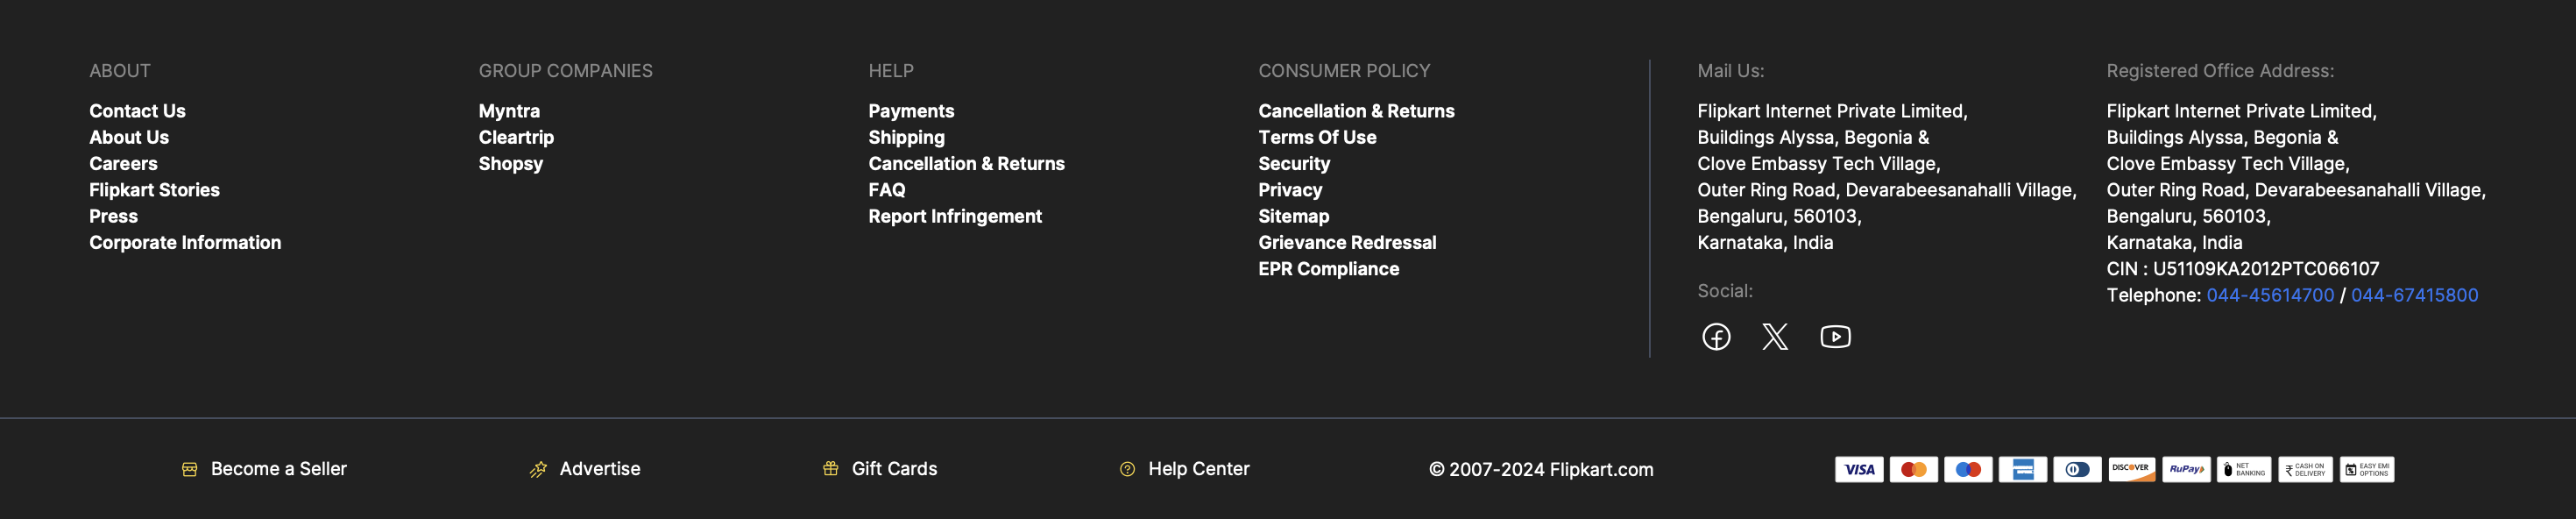 ABOUT
Contact Us
About Us
Careers
Flipkart Stories
Press
Corporate Information
GROUP COMPANIES
Myntra
Cleartrip
Shopsy
HELP
Payments
Shipping
Cancellation & Returns
FAQ
Report Infringement
CONSUMER POLICY
Cancellation & Returns
Terms Of Use
Security
Privacy
Sitemap
Grievance Redressal
EPR Compliance
Mail Us:
Flipkart Internet Private Limited,
Buildings Alyssa, Begonia &
Clove Embassy Tech Village,
Outer Ring Road, Devarabeesanahalli Village,
Bengaluru, 560103,
Karnataka, India
Social:
Registered Office Address:
Flipkart Internet Private Limited,
Buildings Alyssa, Begonia &
Clove Embassy Tech Village,
Outer Ring Road, Devarabeesanahalli Village,
Bengaluru, 560103,
Karnataka, India
CIN : U51109KA2012PTC066107
Telephone: 044-45614700 / 044-67415800
Become a Seller
Advertise
Gift Cards
Help Center
© 2007-2024 Flipkart.com
VISA
DISCOVER
RuPay
NET
BANKING
₹ CASH ON
DELIVERY
EASY EMI
OPTIONS